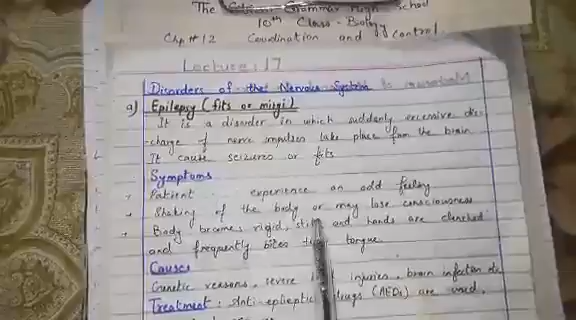 The Grammar High School
10th Class - Biology
Chp # 12 Coordination and Control
Lecture: 17
Disorders of the Nervous System
a) Epilepsy (fits or mirgi)
It is a disorder in which suddenly excessive dis-
charge of nerve impulses take place from the brain
It cause seizures or fits
Symptoms
Patient experience an odd feeling
Shaking of the body or may lose consciousness
Body becomes rigid, and hands are clenched
and frequently bites tongue
Causes
Genetic reasons, severe injuries, brain infection
Treatment: Anti-epileptic drugs (AEDs) are used.